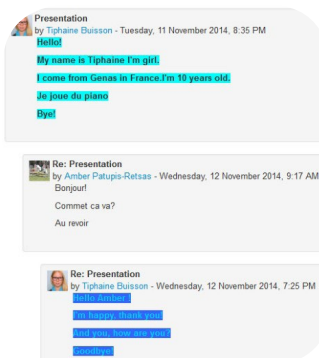 Presentation
by Tiphaine Buisson - Tuesday, 11 November 2014, 8:35 PM
Hello!
My name is Tiphaine I'm girl.
I come from Genas in France.I'm 10 years old.
Je joue du piano
Bye!
Re: Presentation
by Amber Patupis-Retsas - Wednesday, 12 November 2014, 9:17 AM
Bonjour!
Commet ca va?
Au revoir
Re: Presentation
by Tiphaine Buisson - Wednesday, 12 November 2014, 7:25 PM
Hello Amber !
I'm happy, thank you!
And you, how are you?
Goodbye!